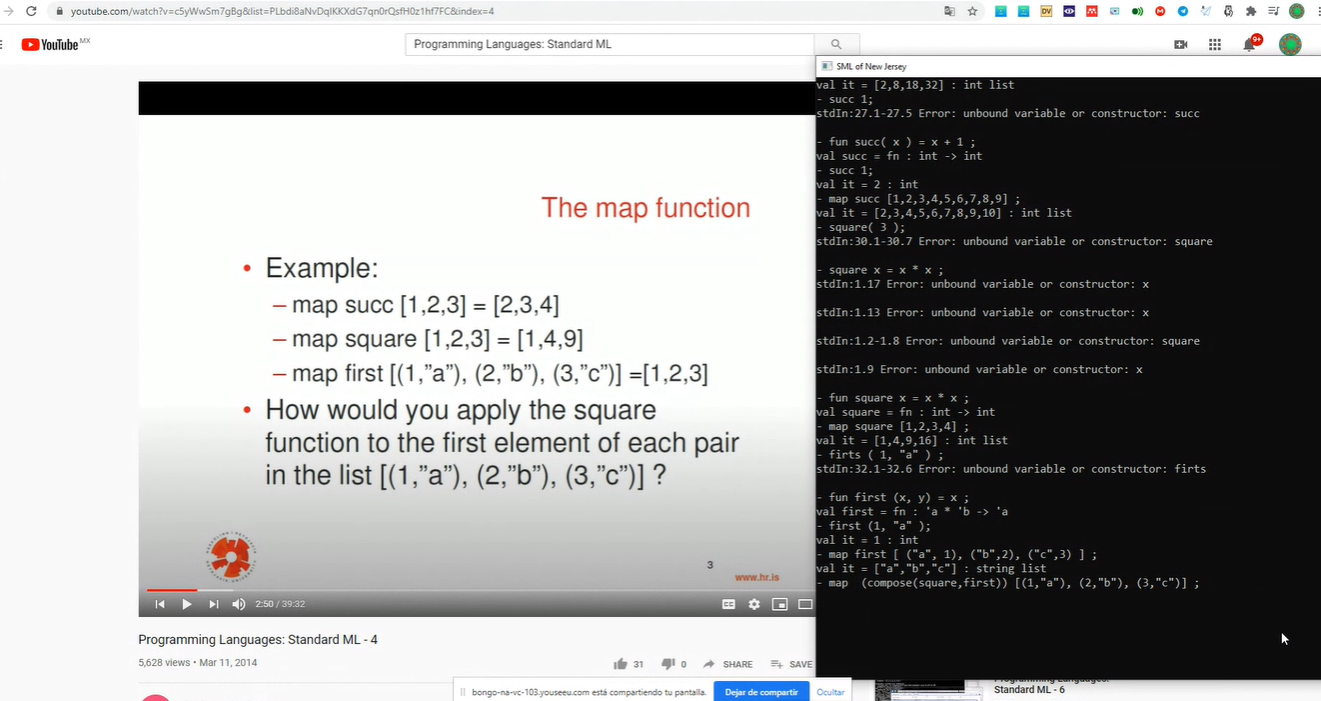 youtube.com/watch?v=c5yWwSm7gBg&list=PLbdi8aNvDqIKKXdG7qn0rQsfH0z1hf7FC&index=4
YouTube MX
Programming Languages: Standard ML
9+
The map function
• Example:
– map succ [1,2,3] = [2,3,4]
– map square [1,2,3] = [1,4,9]
– map first [(1,”a”), (2,”b”), (3,”c”)] =[1,2,3]
• How would you apply the square
function to the first element of each pair
in the list [(1,”a”), (2,”b”), (3,”c”)] ?
3
www.hr.is
2:50 / 39:32
Programming Languages: Standard ML - 4
5,628 views • Mar 11, 2014
31
0
SHARE
SAVE
SML of New Jersey
val it = [2,8,18,32] : int list
- succ 1;
stdIn:27.1-27.5 Error: unbound variable or constructor: succ
- fun succ( x ) = x + 1 ;
val succ = fn : int -> int
- succ 1;
val it = 2 : int
- map succ [1,2,3,4,5,6,7,8,9] ;
val it = [2,3,4,5,6,7,8,9,10] : int list
- square( 3 );
stdIn:30.1-30.7 Error: unbound variable or constructor: square
- square x = x * x ;
stdIn:1.17 Error: unbound variable or constructor: x
stdIn:1.13 Error: unbound variable or constructor: x
stdIn:1.2-1.8 Error: unbound variable or constructor: square
stdIn:1.9 Error: unbound variable or constructor: x
- fun square x = x * x ;
val square = fn : int -> int
- map square [1,2,3,4] ;
val it = [1,4,9,16] : int list
- firts ( 1, "a" ) ;
stdIn:32.1-32.6 Error: unbound variable or constructor: firts
- fun first (x, y) = x ;
val first = fn : 'a * 'b -> 'a
- first (1, "a" );
val it = 1 : int
- map first [ ("a", 1), ("b",2), ("c",3) ] ;
val it = ["a","b","c"] : string list
- map  (compose(square,first)) [(1,"a"), (2,"b"), (3,"c")] ;
bongo-na-vc-103.youseeu.com está compartiendo tu pantalla.
Dejar de compartir
Ocultar
Programming Languages:
Standard ML - 6